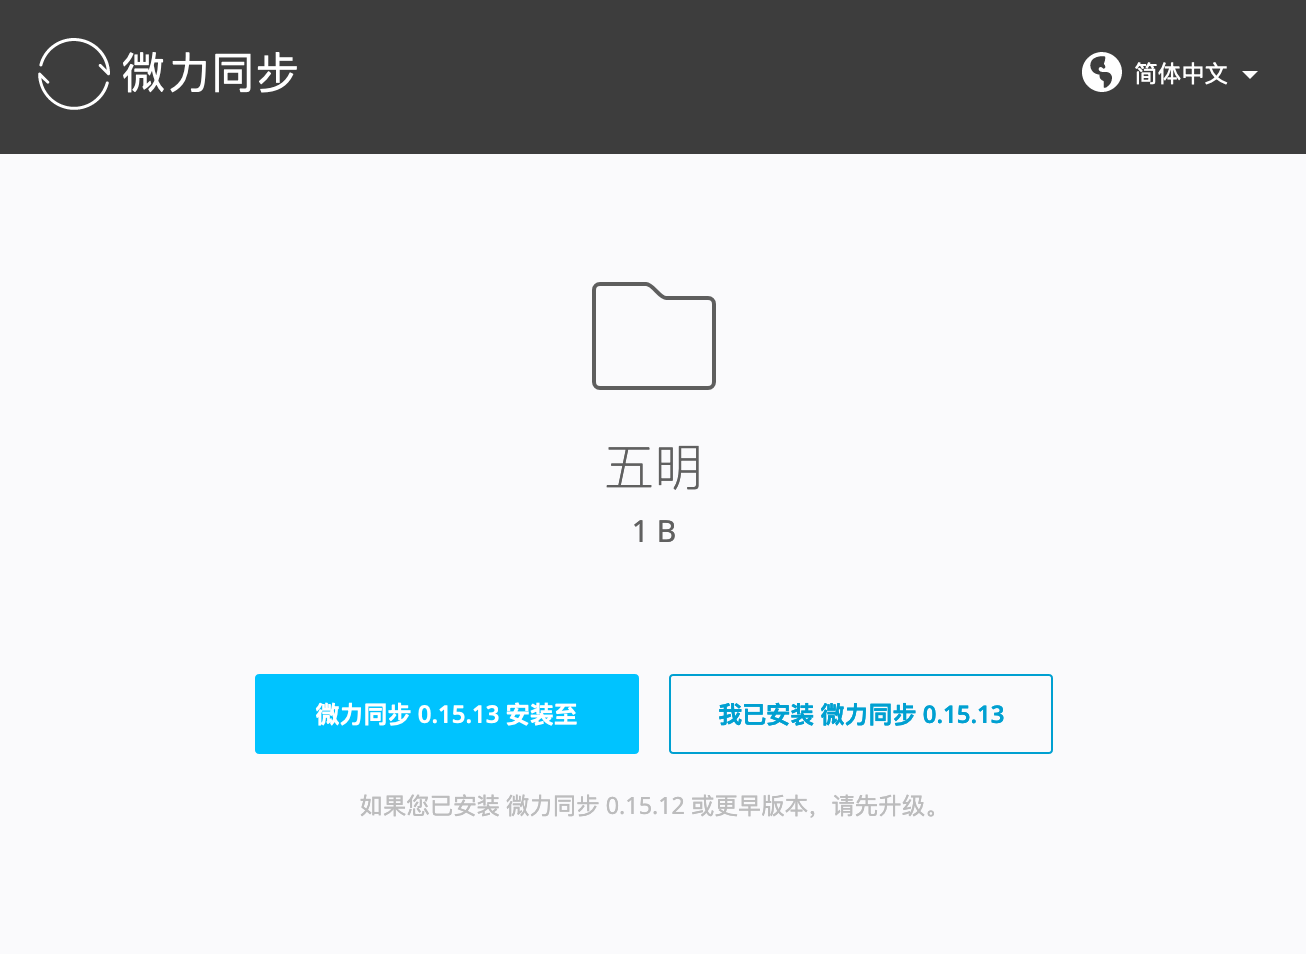 微力同步
简体中文
五明
1 B
微力同步 0.15.13 安装至
我已安装 微力同步 0.15.13
如果您已安装 微力同步 0.15.12 或更早版本，请先升级。